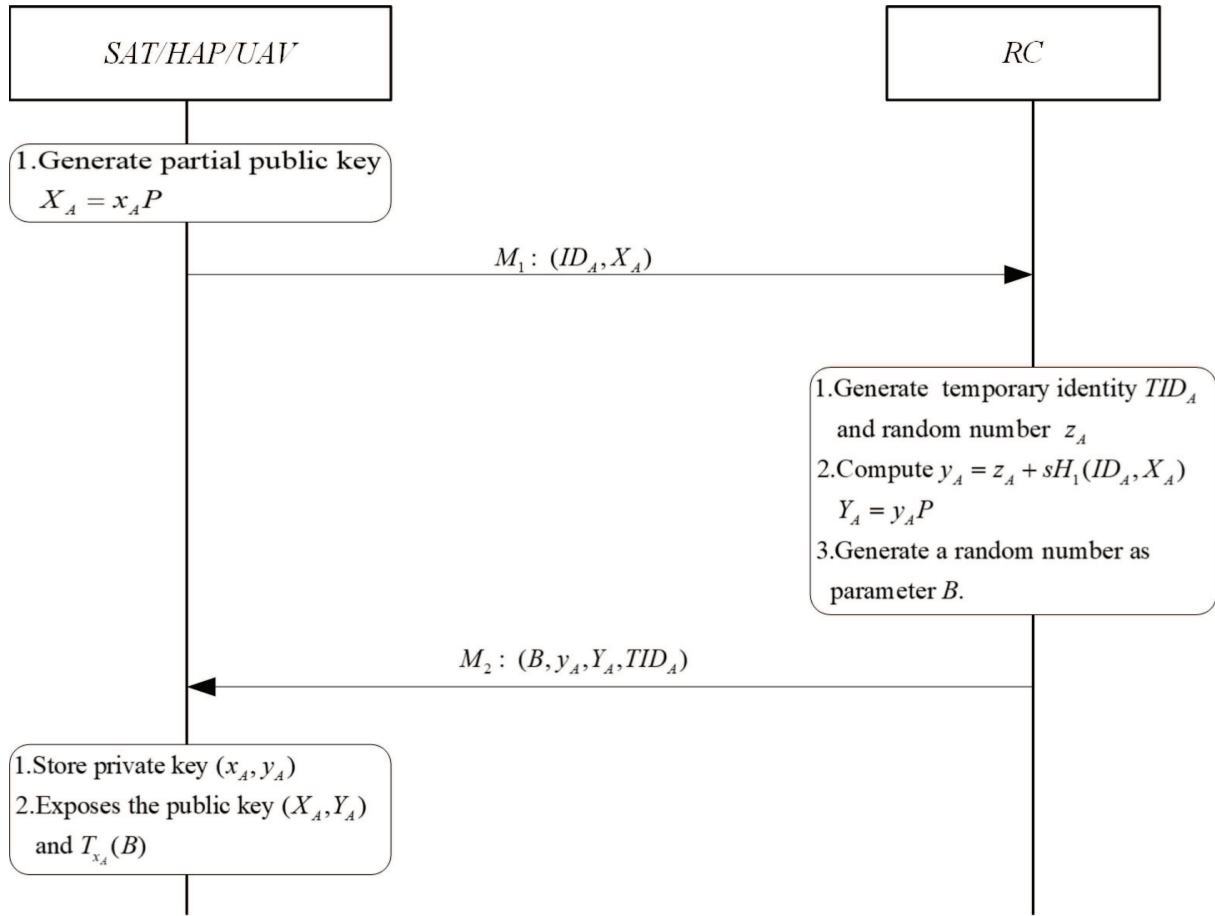 SAT/HAP/UAV
RC
1.Generate partial public key
X_A = x_A P
M_1 : (ID_A, X_A)
1.Generate temporary identity TID_A
and random number z_A
2.Compute y_A = z_A + sH_1(ID_A, X_A)
Y_A = y_A P
3.Generate a random number as
parameter B.
M_2 : (B, y_A, Y_A, TID_A)
1.Store private key (x_A, y_A)
2.Exposes the public key (X_A, Y_A)
and T_{x_A}(B)